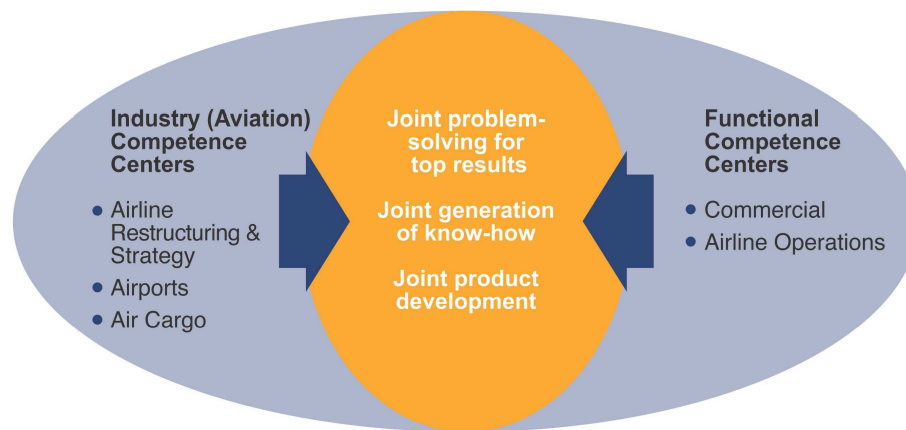 Industry (Aviation)
Competence
Centers
• Airline
Restructuring &
Strategy
• Airports
• Air Cargo
Joint problem-
solving for
top results
Joint generation
of know-how
Joint product
development
Functional
Competence
Centers
• Commercial
• Airline Operations